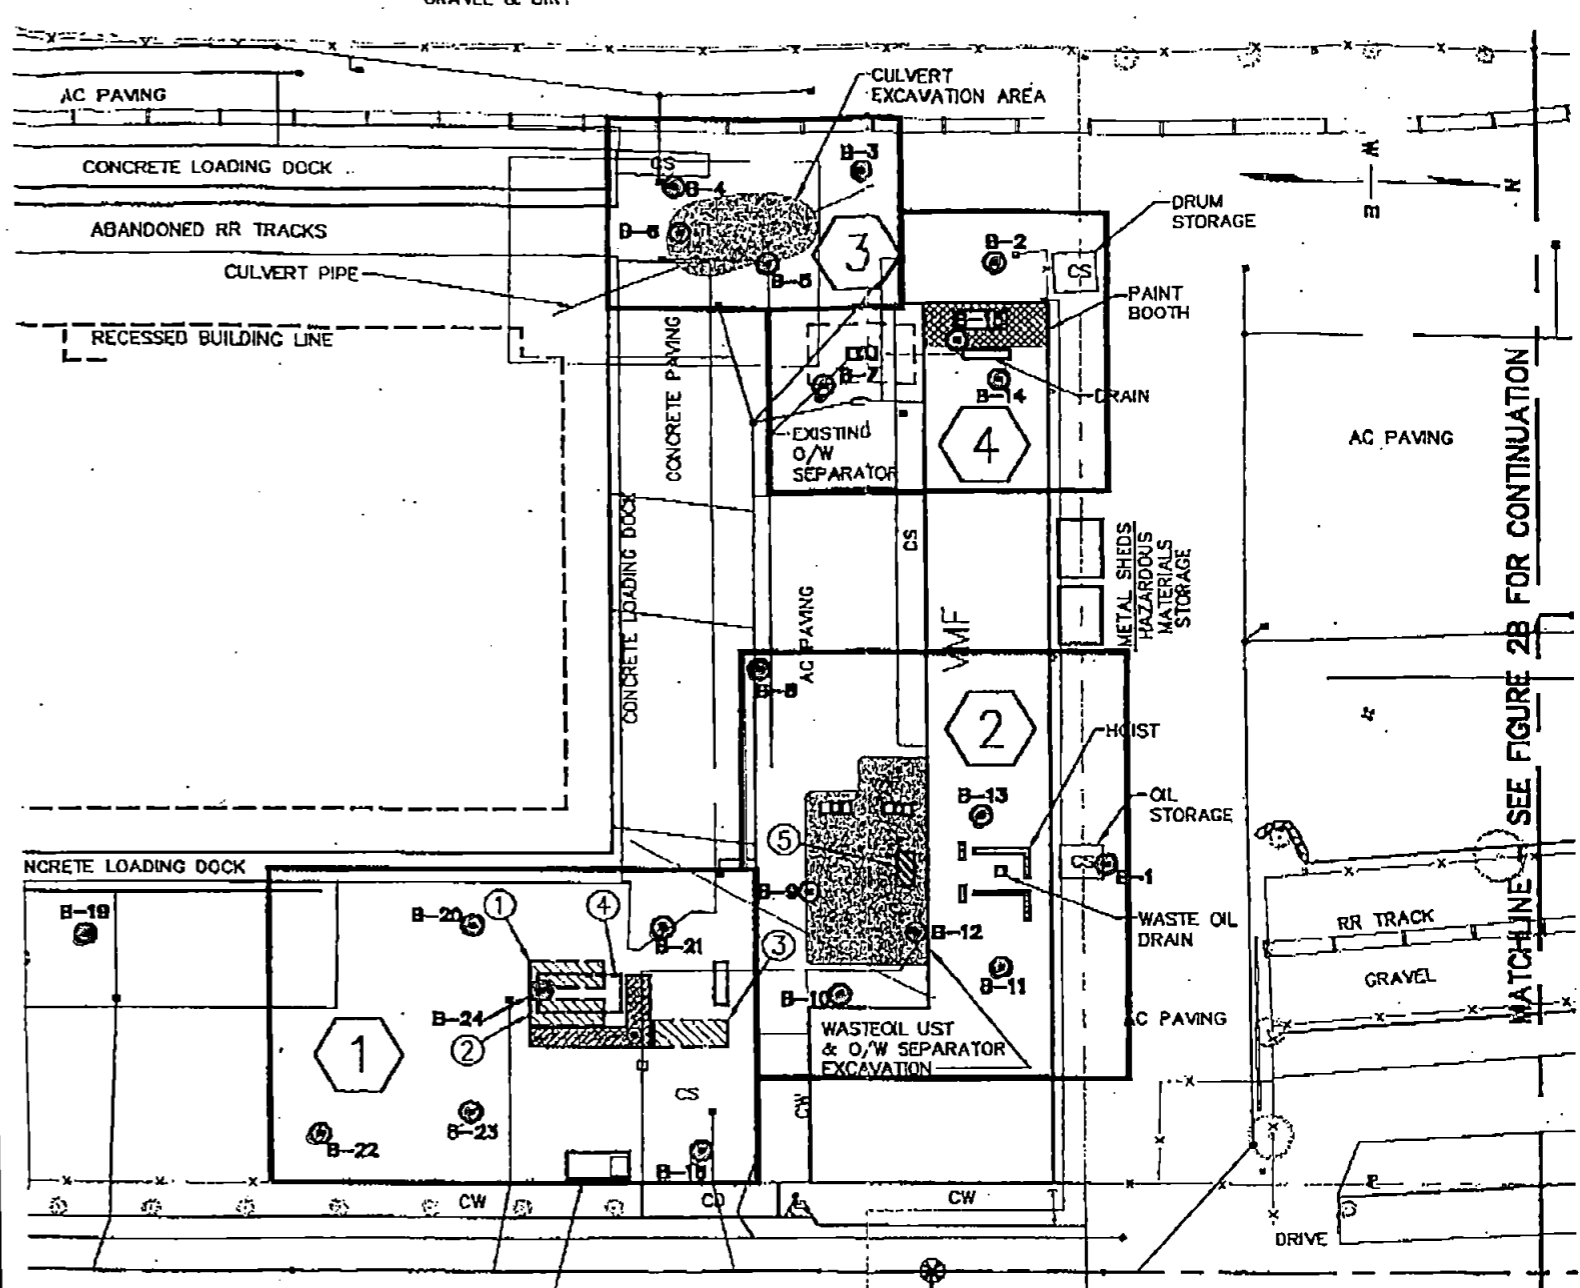 AC PAVING
CULVERT
EXCAVATION AREA
CONCRETE LOADING DOCK
CS
B-3
B-4
W
N
E
DRUM
STORAGE
ABANDONED RR TRACKS
B-6
3
B-2
CULVERT PIPE
B-5
CS
PAINT
BOOTH
RECESSED BUILDING LINE
CONCRETE PAVING
B-7
B-14
DRAIN
EXISTING
O/W
SEPARATOR
4
AC PAVING
CONCRETE LOADING DOCK
CS
METAL SHEDS
HAZARDOUS
MATERIALS
STORAGE
MATCHLINE SEE FIGURE 2B FOR CONTINUATION
AC PAVING
VMF
B-8
2
HOIST
B-13
OIL
STORAGE
5
CS
B-1
NCRETE LOADING DOCK
B-9
B-19
B-20
1
4
B-21
3
B-12
WASTE OIL
DRAIN
RR TRACK
B-24
2
B-10
B-11
GRAVEL
1
WASTEOIL UST
& O/W SEPARATOR
EXCAVATION
AC PAVING
CS
CW
B-22
B-23
CW
CW
DRIVE